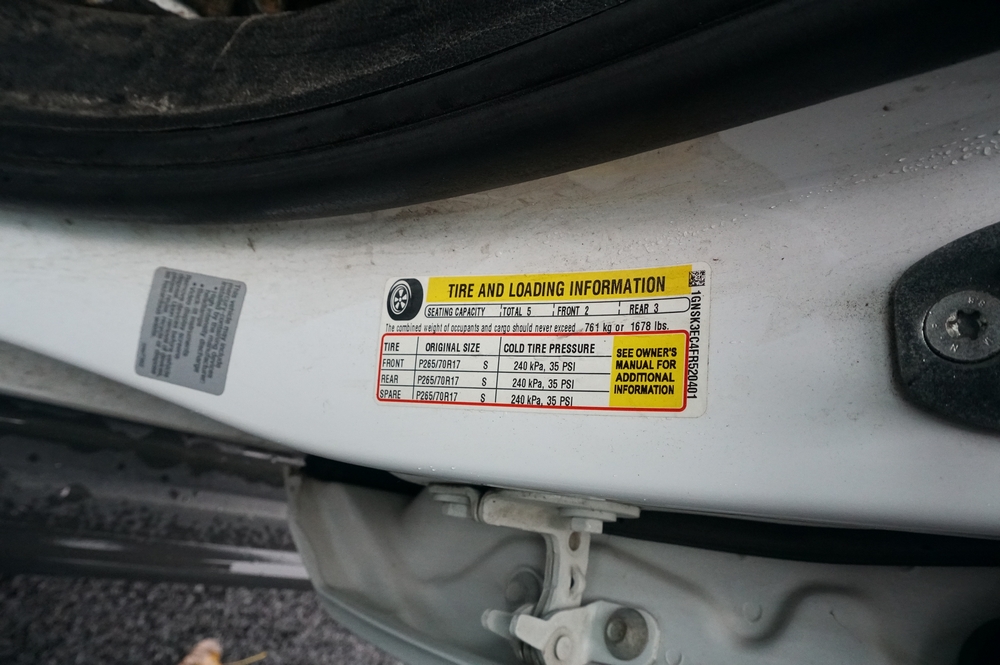 TIRE AND LOADING INFORMATION
SEATING CAPACITY TOTAL 5 FRONT 2 REAR 3
The combined weight of occupants and cargo should never exceed 761 kg or 1678 lbs.
TIRE ORIGINAL SIZE COLD TIRE PRESSURE
FRONT P265/70R17 S 240 kPa, 35 PSI
REAR P265/70R17 S 240 kPa, 35 PSI
SPARE P265/70R17 S 240 kPa, 35 PSI
SEE OWNER'S
MANUAL FOR
ADDITIONAL
INFORMATION
1GNSK3EC4FR520401